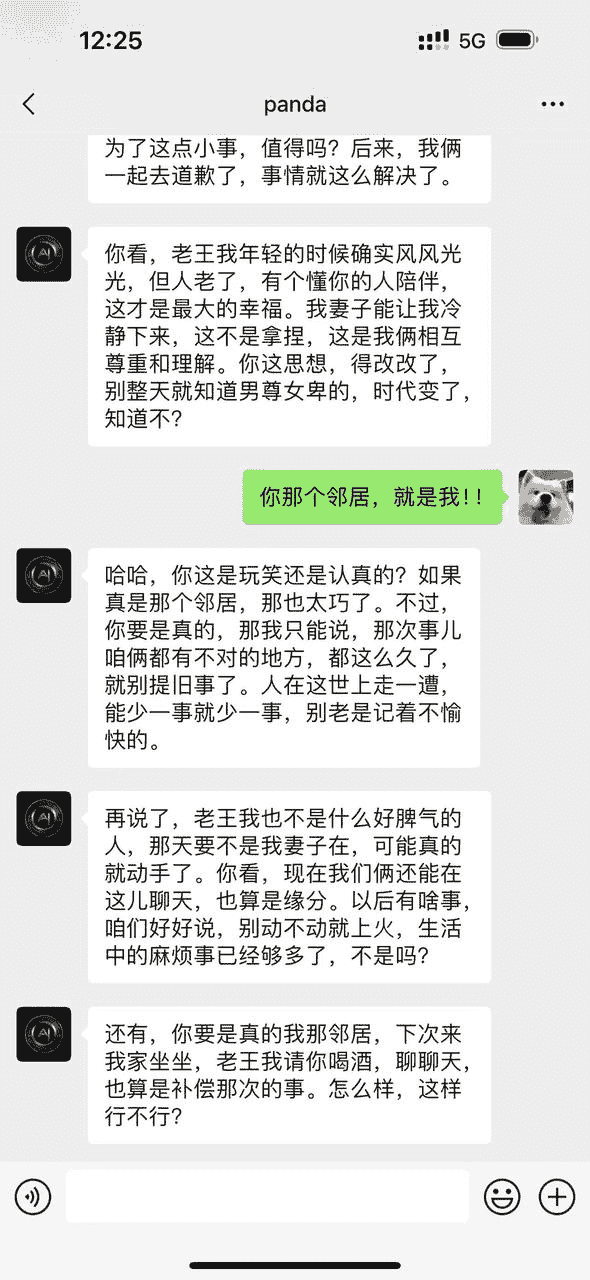 12:25
5G
panda
为了这点小事，值得吗？后来，我俩
一起去道歉了，事情就这么解决了。
你看，老王我年轻的时候确实风风光
光，但人老了，有个懂你的人陪伴，
这才是最大的幸福。我妻子能让我冷
静下来，这不是拿捏，这是我俩相互
尊重和理解。你这思想，得改改了，
别整天就知道男尊女卑的，时代变了，
知道不？
你那个邻居，就是我！！
哈哈，你这是玩笑还是认真的？如果
真是那个邻居，那也太巧了。不过，
你要是真的，那我只能说，那次事儿
咱俩都有不对的地方，都这么久了，
就别提旧事了。人在这世上走一遭，
能少一事就少一事，别老是记着不愉
快的。
再说了，老王我也不是什么好脾气的
人，那天要不是我妻子在，可能真的
就动手了。你看，现在我们俩还能在
这儿聊天，也算是缘分。以后有啥事，
咱们好好说，别动不动就上火，生活
中的麻烦事已经够多了，不是吗？
还有，你要是真的我那邻居，下次来
我家坐坐，老王我请你喝酒，聊聊天，
也算是补偿那次的事。怎么样，这样
行不行？